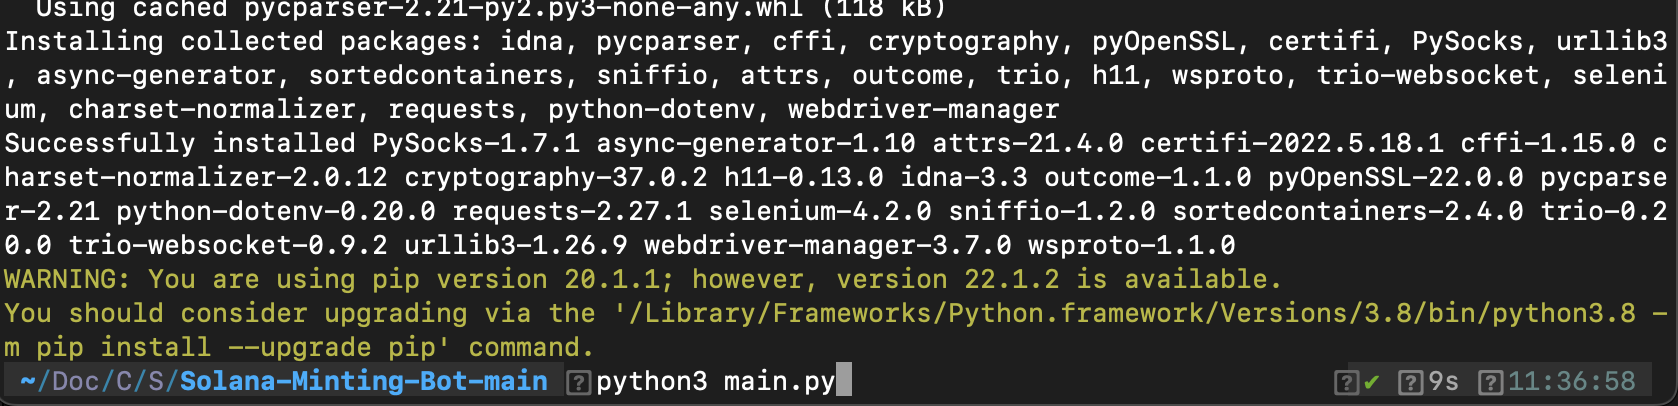 Using cached pycparser-2.21-py2.py3-none-any.whl (118 kB)
Installing collected packages: idna, pycparser, cffi, cryptography, pyOpenSSL, certifi, PySocks, urllib3
, async-generator, sortedcontainers, sniffio, attrs, outcome, trio, h11, wsproto, trio-websocket, seleni
um, charset-normalizer, requests, python-dotenv, webdriver-manager
Successfully installed PySocks-1.7.1 async-generator-1.10 attrs-21.4.0 certifi-2022.5.18.1 cffi-1.15.0 c
harset-normalizer-2.0.12 cryptography-37.0.2 h11-0.13.0 idna-3.3 outcome-1.1.0 pyOpenSSL-22.0.0 pycparse
r-2.21 python-dotenv-0.20.0 requests-2.27.1 selenium-4.2.0 sniffio-1.2.0 sortedcontainers-2.4.0 trio-0.2
0.0 trio-websocket-0.9.2 urllib3-1.26.9 webdriver-manager-3.7.0 wsproto-1.1.0
WARNING: You are using pip version 20.1.1; however, version 22.1.2 is available.
You should consider upgrading via the '/Library/Frameworks/Python.framework/Versions/3.8/bin/python3.8 -
m pip install --upgrade pip' command.
~/Doc/C/S/Solana-Minting-Bot-main ? python3 main.py ? ✔ ? 9s ? 11:36:58